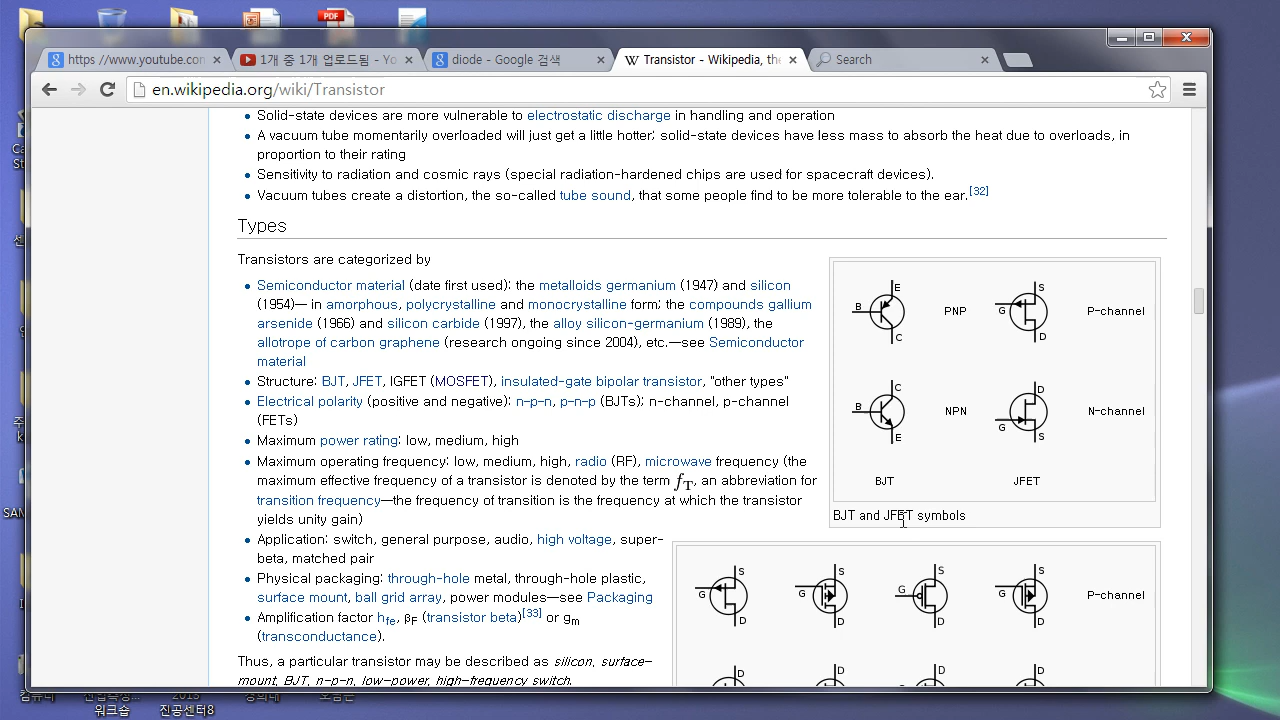 https://www.youtube.con
1개 중 1개 업로드됨 - Yo
diode - Google 검색
Transistor - Wikipedia, the
Search
en.wikipedia.org/wiki/Transistor
Solid-state devices are more vulnerable to electrostatic discharge in handling and operation
A vacuum tube momentarily overloaded will just get a little hotter; solid-state devices have less mass to absorb the heat due to overloads, in
proportion to their rating
Sensitivity to radiation and cosmic rays (special radiation-hardened chips are used for spacecraft devices).
Vacuum tubes create a distortion, the so-called tube sound, that some people find to be more tolerable to the ear.[32]
Types
Transistors are categorized by
Semiconductor material (date first used): the metalloids germanium (1947) and silicon
(1954)— in amorphous, polycrystalline and monocrystalline form; the compounds gallium
arsenide (1966) and silicon carbide (1997), the alloy silicon-germanium (1989), the
allotrope of carbon graphene (research ongoing since 2004), etc.—see Semiconductor
material
Structure: BJT, JFET, IGFET (MOSFET), insulated-gate bipolar transistor, "other types"
Electrical polarity (positive and negative): n-p-n, p-n-p (BJTs); n-channel, p-channel
(FETs)
Maximum power rating: low, medium, high
Maximum operating frequency: low, medium, high, radio (RF), microwave frequency (the
maximum effective frequency of a transistor is denoted by the term fT, an abbreviation for
transition frequency—the frequency of transition is the frequency at which the transistor
yields unity gain)
Application: switch, general purpose, audio, high voltage, super-
beta, matched pair
Physical packaging: through-hole metal, through-hole plastic,
surface mount, ball grid array, power modules—see Packaging
Amplification factor hfe, βF (transistor beta)[33] or gm
(transconductance).
Thus, a particular transistor may be described as silicon, surface-
mount, BJT, n-p-n, low-power, high-frequency switch.
E
B
PNP
C
S
G
P-channel
D
C
B
NPN
E
D
N-channel
G
S
BJT
JFET
BJT and JFET symbols
S S S S
G G G G P-channel
D D D D
D D D
PDF
워크숍
진공센터8